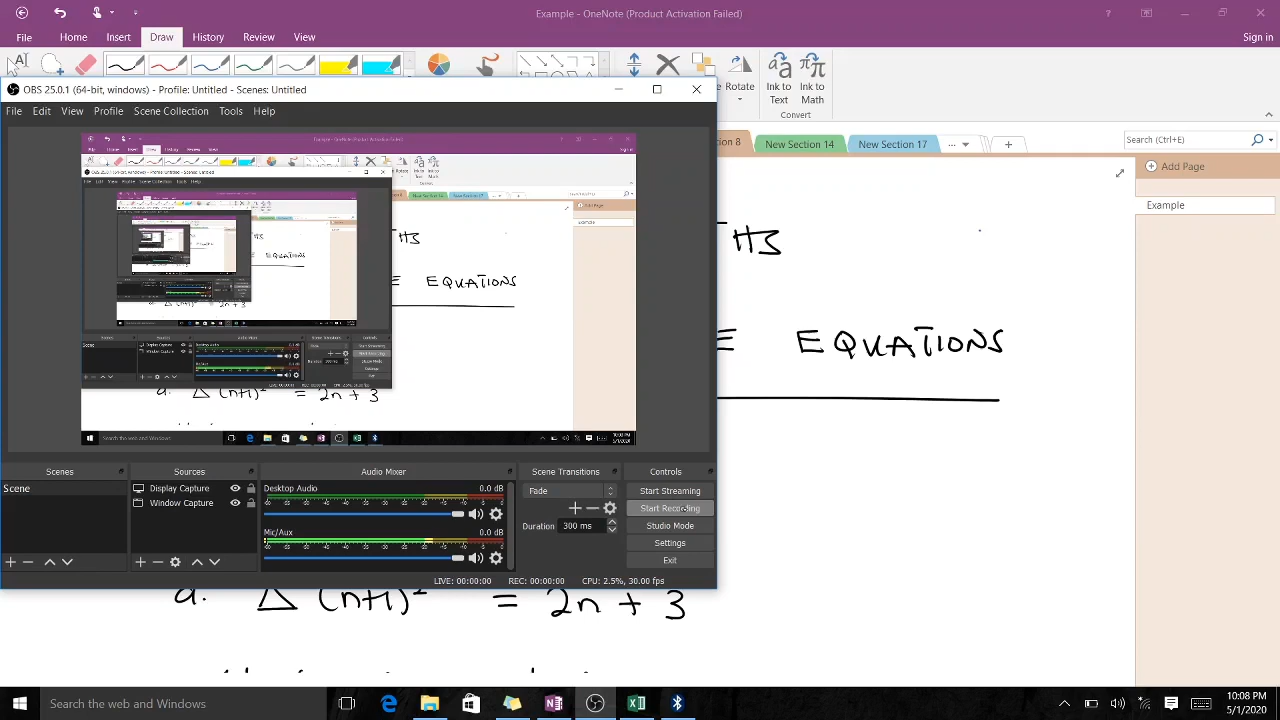 Example - OneNote (Product Activation Failed)
File Home Insert Draw History Review View
Sign in
Rotate
Ink to Text
Ink to Math
Convert
OBS 25.0.1 (64-bit, windows) - Profile: Untitled - Scenes: Untitled
File Edit View Profile Scene Collection Tools Help
New Section 14 New Section 17 ...
Search (Ctrl+E)
Add Page
Example
EQUATIONS
Scenes
Scene
Sources
Display Capture
Window Capture
Audio Mixer
Desktop Audio 0.0 dB
Mic/Aux 0.0 dB
Scene Transitions
Fade
Duration 300 ms
Controls
Start Streaming
Start Recording
Studio Mode
Settings
Exit
LIVE: 00:00:00 REC: 00:00:00 CPU: 2.5%, 30.00 fps
a. Δ (n+1)² = 2n + 3
Search the web and Windows
10:08 PM
5/1/2020